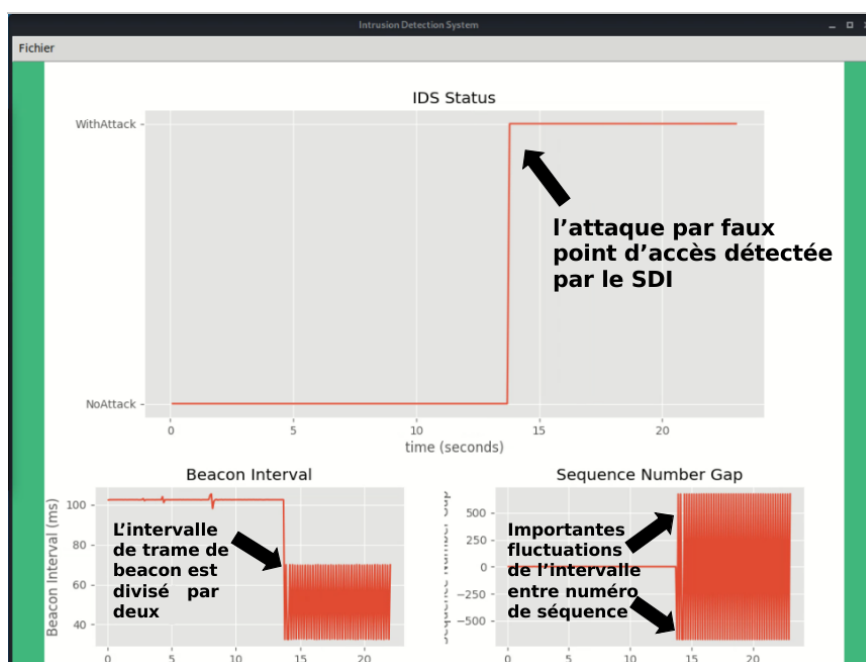 Intrusion Detection System
Fichier
IDS Status
WithAttack
l’attaque par faux
point d’accès détectée
par le SDI
NoAttack
0 5 10 15 20
time (seconds)
Beacon Interval
Beacon Interval (ms)
100
80
60
40
L’intervalle
de trame de
beacon est
divisé par
deux
0 5 10 15 20
Sequence Number Gap
Sequence Number Gap
500
250
0
−250
−500
Importantes
fluctuations
de l’intervalle
entre numéro
de séquence
0 5 10 15 20